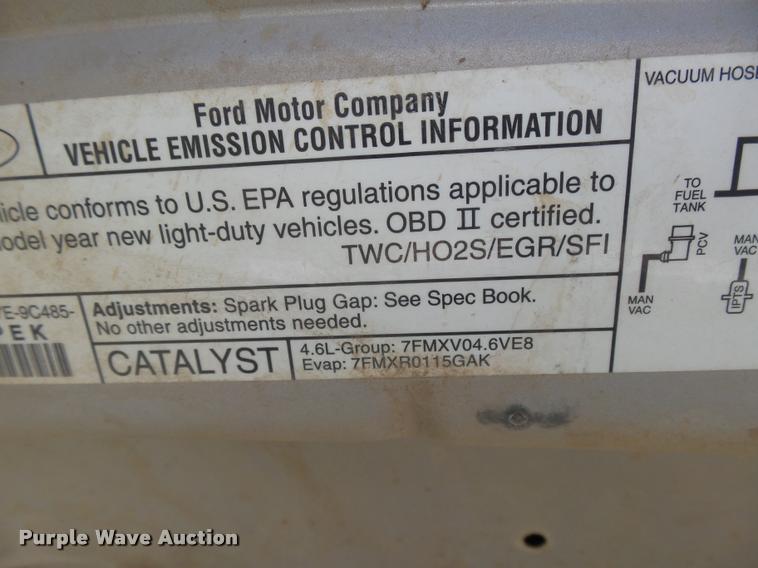 Ford Motor Company
VEHICLE EMISSION CONTROL INFORMATION
hicle conforms to U.S. EPA regulations applicable to
odel year new light-duty vehicles. OBD II certified.
TWC/HO2S/EGR/SFI
E-9C485-
PEK
Adjustments: Spark Plug Gap: See Spec Book.
No other adjustments needed.
CATALYST
4.6L-Group: 7FMXV04.6VE8
Evap: 7FMXR0115GAK
VACUUM HOSE
TO
FUEL
TANK
PCV
MAN
VAC
MAN
VAC
IPTS
Purple Wave Auction